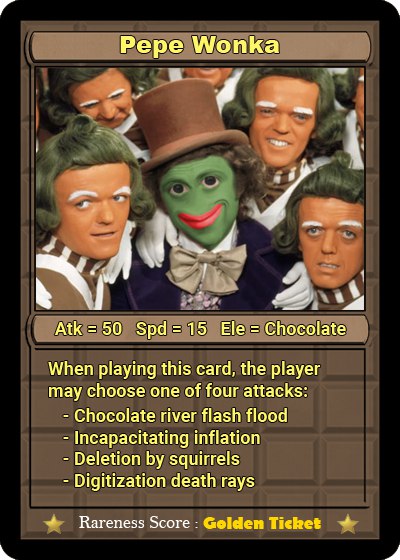 Pepe Wonka
Atk = 50 Spd = 15 Ele = Chocolate
When playing this card, the player
may choose one of four attacks:
- Chocolate river flash flood
- Incapacitating inflation
- Deletion by squirrels
- Digitization death rays
Rareness Score : Golden Ticket